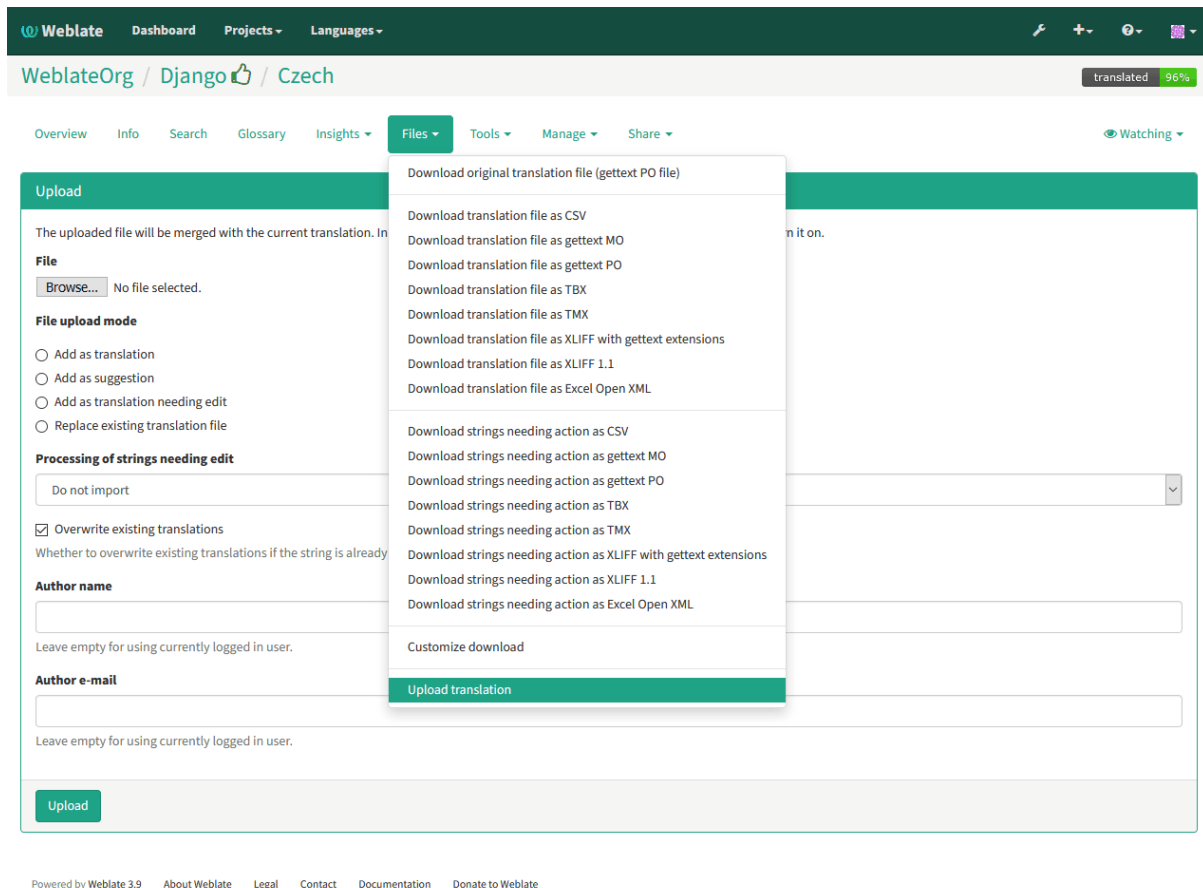 Weblate Dashboard Projects Languages
WeblateOrg / Django / Czech
translated 96%
Overview Info Search Glossary Insights Files Tools Manage Share Watching
Download original translation file (gettext PO file)
Download translation file as CSV
Download translation file as gettext MO
Download translation file as gettext PO
Download translation file as TBX
Download translation file as TMX
Download translation file as XLIFF with gettext extensions
Download translation file as XLIFF 1.1
Download translation file as Excel Open XML
Download strings needing action as CSV
Download strings needing action as gettext MO
Download strings needing action as gettext PO
Download strings needing action as TBX
Download strings needing action as TMX
Download strings needing action as XLIFF with gettext extensions
Download strings needing action as XLIFF 1.1
Download strings needing action as Excel Open XML
Customize download
Upload translation
Upload
The uploaded file will be merged with the current translation. In n it on.
File
Browse... No file selected.
File upload mode
Add as translation
Add as suggestion
Add as translation needing edit
Replace existing translation file
Processing of strings needing edit
Do not import
Overwrite existing translations
Whether to overwrite existing translations if the string is already
Author name
Leave empty for using currently logged in user.
Author e-mail
Leave empty for using currently logged in user.
Upload
Powered by Weblate 3.9 About Weblate Legal Contact Documentation Donate to Weblate